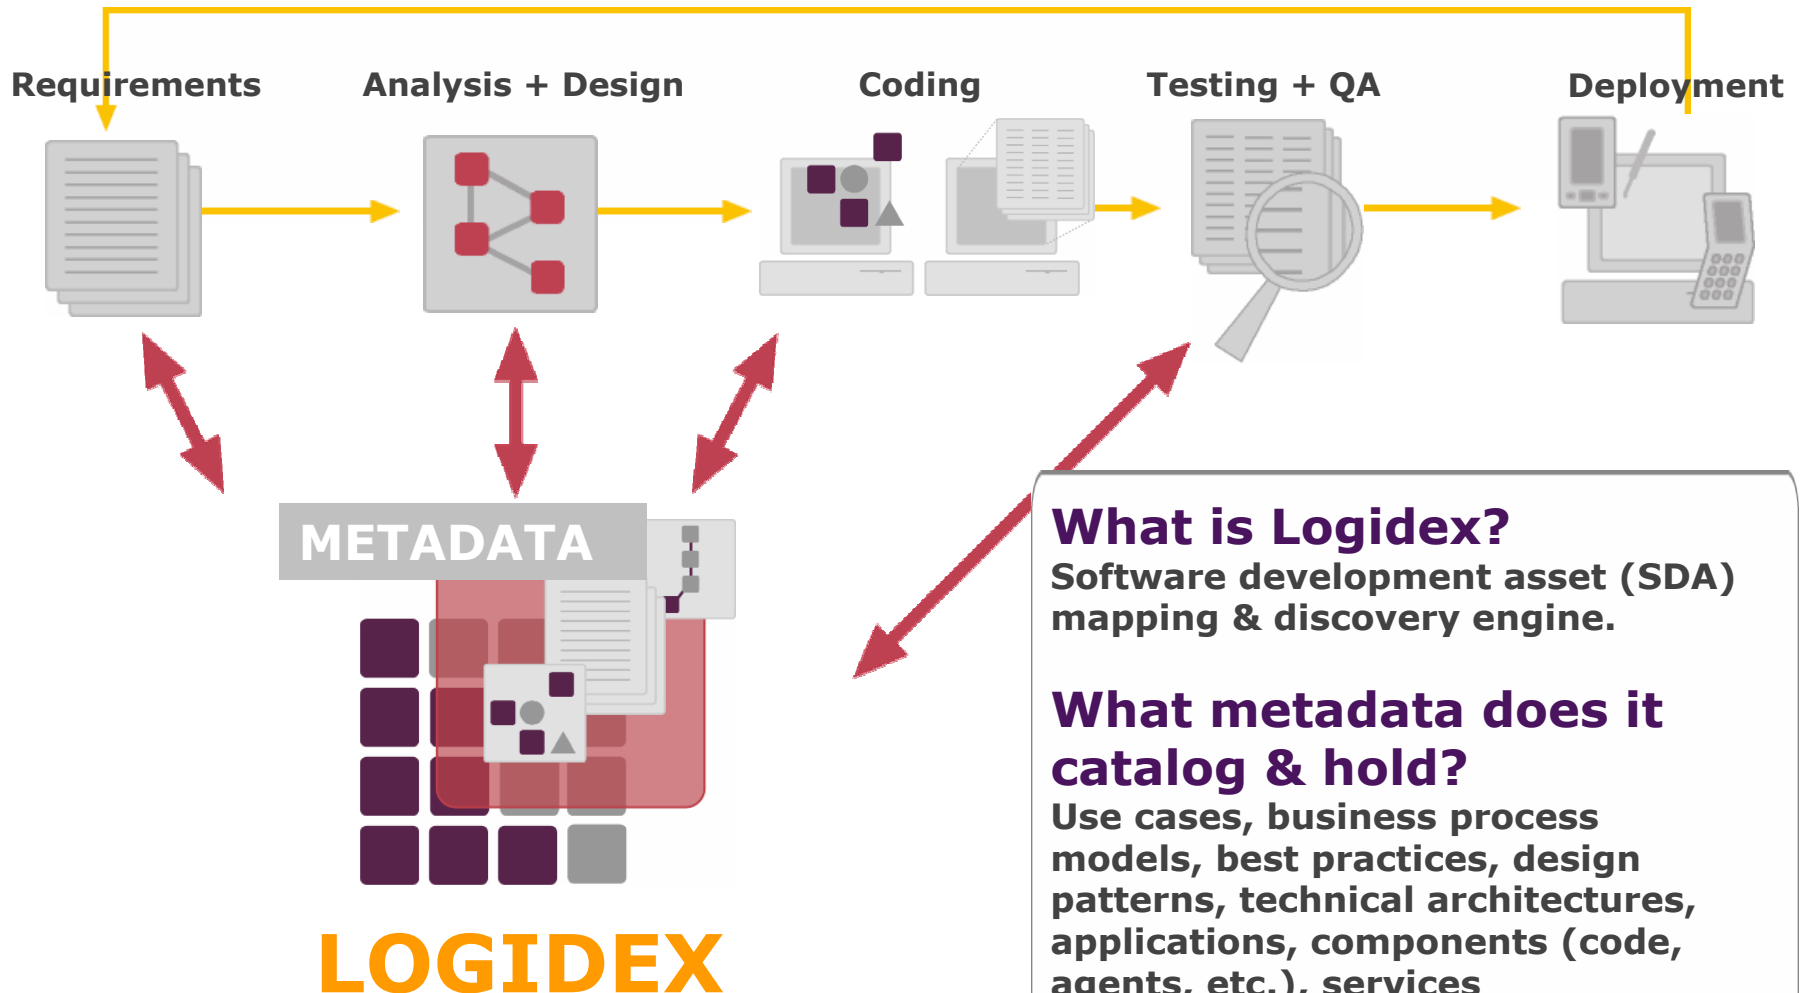 Requirements
Analysis + Design
Coding
Testing + QA
Deployment
METADATA
LOGIDEX
What is Logidex?
Software development asset (SDA)
mapping & discovery engine.
What metadata does it
catalog & hold?
Use cases, business process
models, best practices, design
patterns, technical architectures,
applications, components (code,
agents, etc.), services